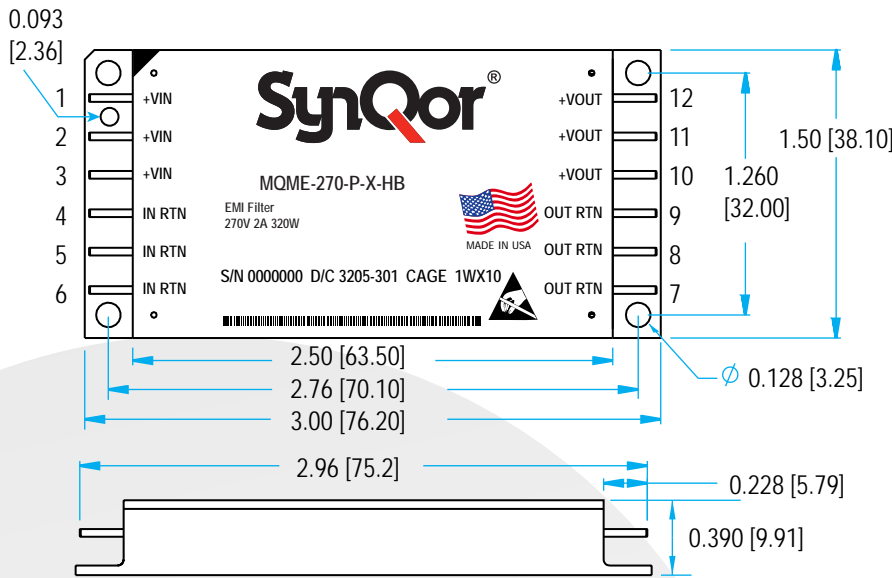 0.093
[2.36]
SynQor®
1 +VIN
+VOUT 12
2 +VIN
+VOUT 11
1.50 [38.10]
3 +VIN
+VOUT 10
1.260
[32.00]
MQME-270-P-X-HB
4 IN RTN
EMI Filter
270V 2A 320W
OUT RTN 9
MADE IN USA
5 IN RTN
OUT RTN 8
S/N 0000000 D/C 3205-301 CAGE 1WX10
6 IN RTN
OUT RTN 7
2.50 [63.50]
2.76 [70.10]
Ø 0.128 [3.25]
3.00 [76.20]
2.96 [75.2]
0.228 [5.79]
0.390 [9.91]